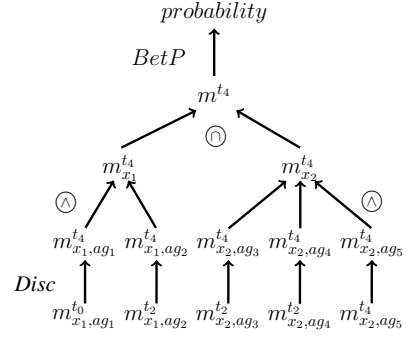 probability
BetP
m^{t_4}
∩
m^{t_4}_{x_1} m^{t_4}_{x_2}
∧ ∧
m^{t_4}_{x_1,ag_1} m^{t_4}_{x_1,ag_2} m^{t_4}_{x_2,ag_3} m^{t_4}_{x_2,ag_4} m^{t_4}_{x_2,ag_5}
Disc
m^{t_0}_{x_1,ag_1} m^{t_2}_{x_1,ag_2} m^{t_2}_{x_2,ag_3} m^{t_2}_{x_2,ag_4} m^{t_4}_{x_2,ag_5}